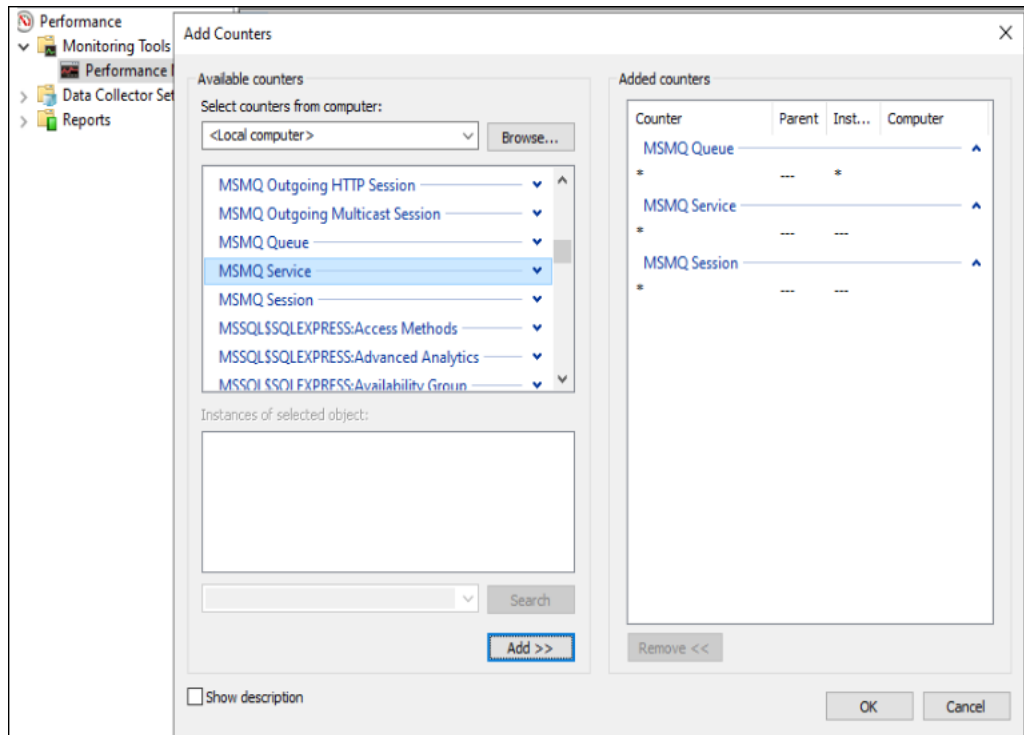 Performance
Monitoring Tools
Performance
Data Collector Set
Reports
Add Counters
Available counters
Select counters from computer:
<Local computer>
Browse...
MSMQ Outgoing HTTP Session
MSMQ Outgoing Multicast Session
MSMQ Queue
MSMQ Service
MSMQ Session
MSSQL$SQLEXPRESS:Access Methods
MSSQL$SQLEXPRESS:Advanced Analytics
MSSQL$SQLEXPRESS:Availability Group
Instances of selected object:
Search
Add >>
Show description
Added counters
Counter Parent Inst... Computer
MSMQ Queue
* --- *
MSMQ Service
* --- ---
MSMQ Session
* --- ---
Remove <<
OK Cancel